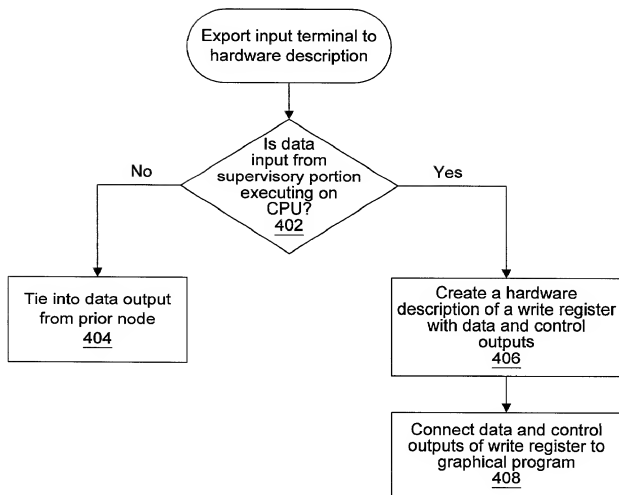 Export input terminal to
hardware description
Is data
input from
supervisory portion
executing on
CPU?
402
No
Yes
Tie into data output
from prior node
404
Create a hardware
description of a write register
with data and control
outputs
406
Connect data and control
outputs of write register to
graphical program
408